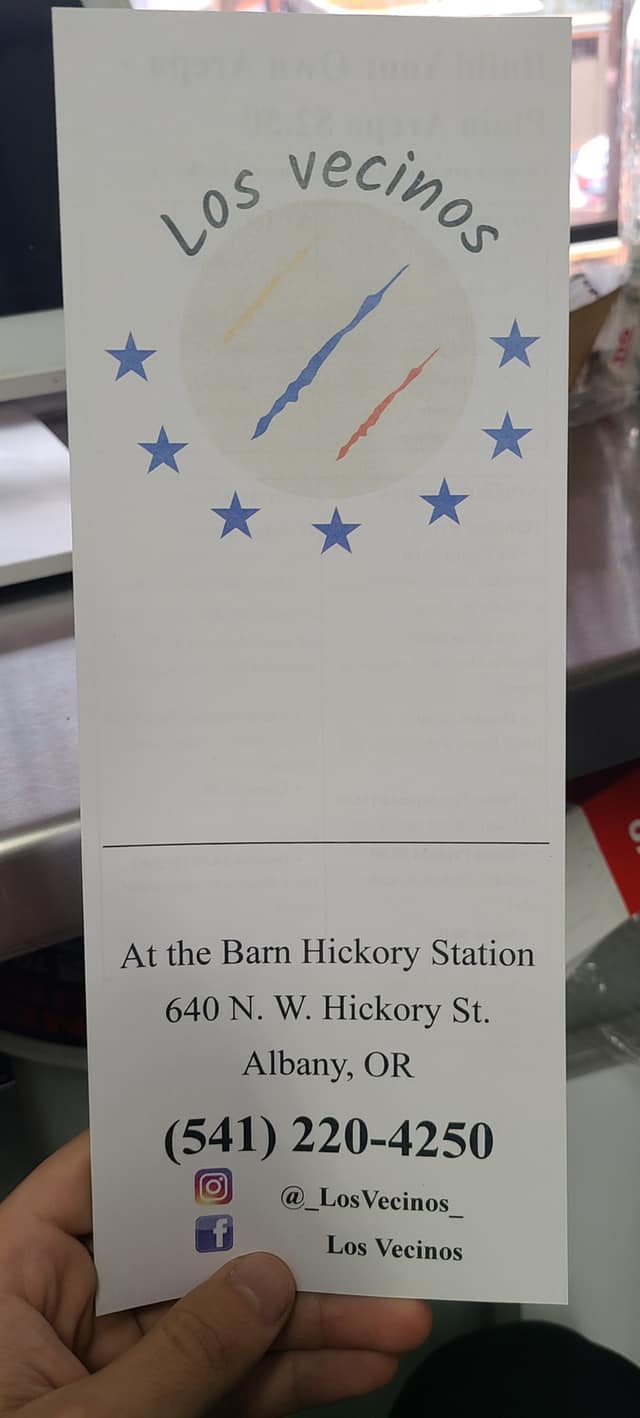 Los vecinos
At the Barn Hickory Station
640 N. W. Hickory St.
Albany, OR
(541) 220-4250
@_LosVecinos_
Los Vecinos